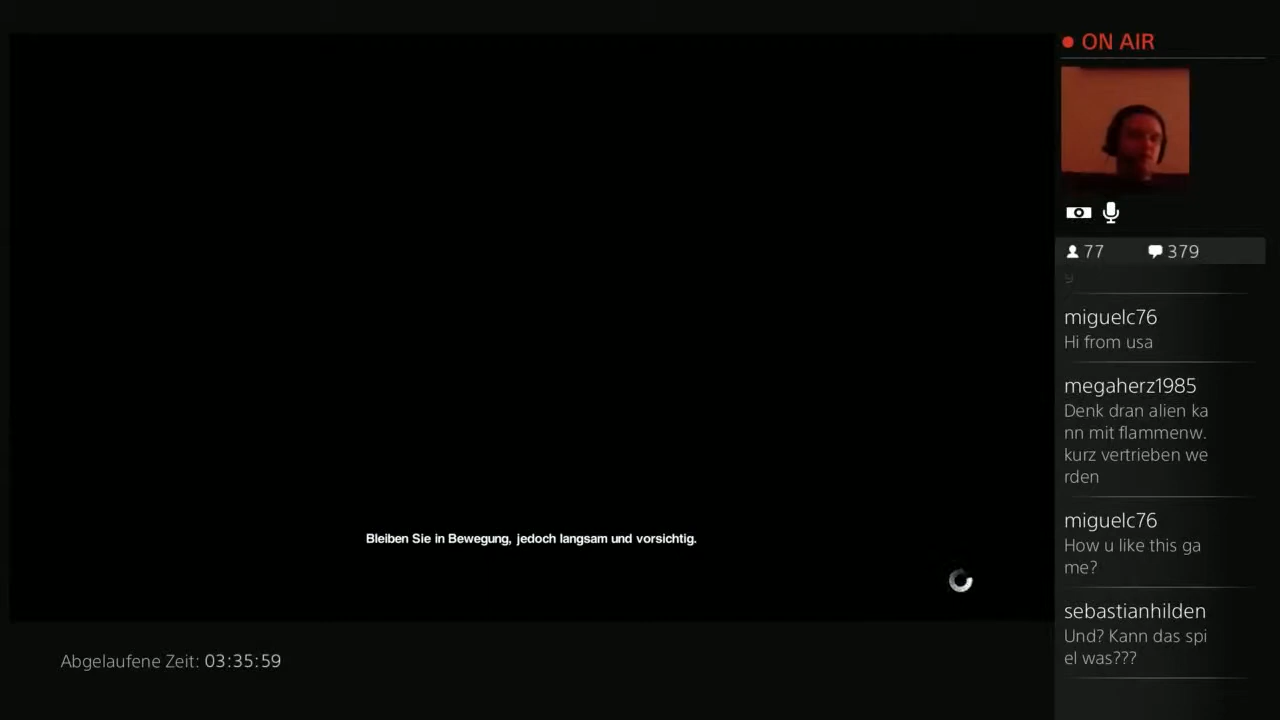 ON AIR
77 379
miguelc76
Hi from usa
megaherz1985
Denk dran alien ka
nn mit flammenw.
kurz vertrieben we
rden
miguelc76
How u like this ga
me?
sebastianhilden
Und? Kann das spi
el was???
Bleiben Sie in Bewegung, jedoch langsam und vorsichtig.
Abgelaufene Zeit: 03:35:59